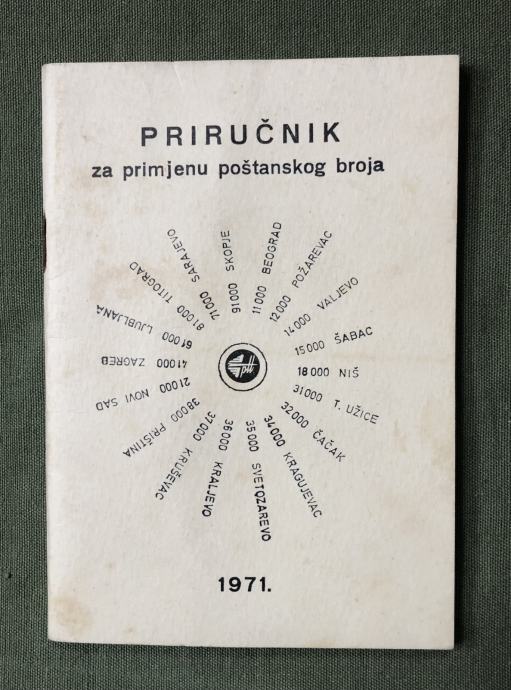 PRIRUČNIK
za primjenu poštanskog broja
11000 BEOGRAD
12000 POŽAREVAC
14000 VALJEVO
15000 ŠABAC
18000 NIŠ
31000 T. UŽICE
32000 ČAČAK
34000 KRAGUJEVAC
35000 SVETOZAREVO
36000 KRALJEVO
37000 KRUŠEVAC
38000 PRIŠTINA
21000 NOVI SAD
41000 ZAGREB
61000 LJUBLJANA
81000 TITOGRAD
71000 SARAJEVO
91000 SKOPJE
ptt
1971.